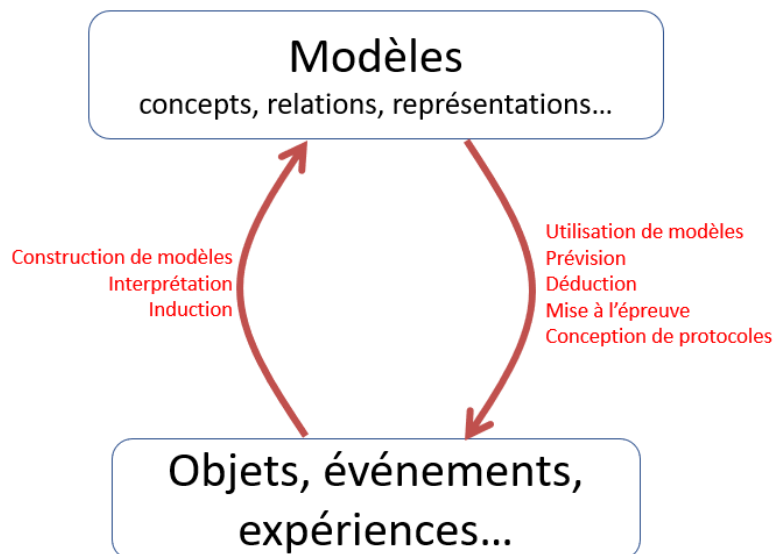 Modèles
concepts, relations, représentations…
Construction de modèles
Interprétation
Induction
Utilisation de modèles
Prévision
Déduction
Mise à l'épreuve
Conception de protocoles
Objets, événements,
expériences…